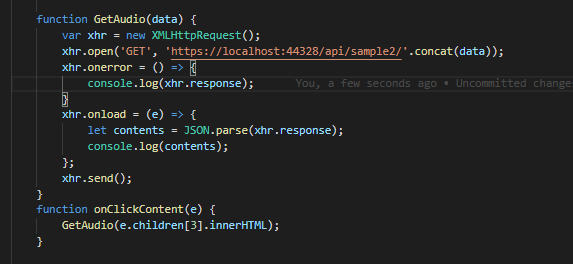 function GetAudio(data) {
var xhr = new XMLHttpRequest();
xhr.open('GET', 'https://localhost:44328/api/sample2/'.concat(data));
xhr.onerror = () => {
console.log(xhr.response); You, a few seconds ago • Uncommitted change
}
xhr.onload = (e) => {
let contents = JSON.parse(xhr.response);
console.log(contents);
};
xhr.send();
}
function onClickContent(e) {
GetAudio(e.children[3].innerHTML);
}